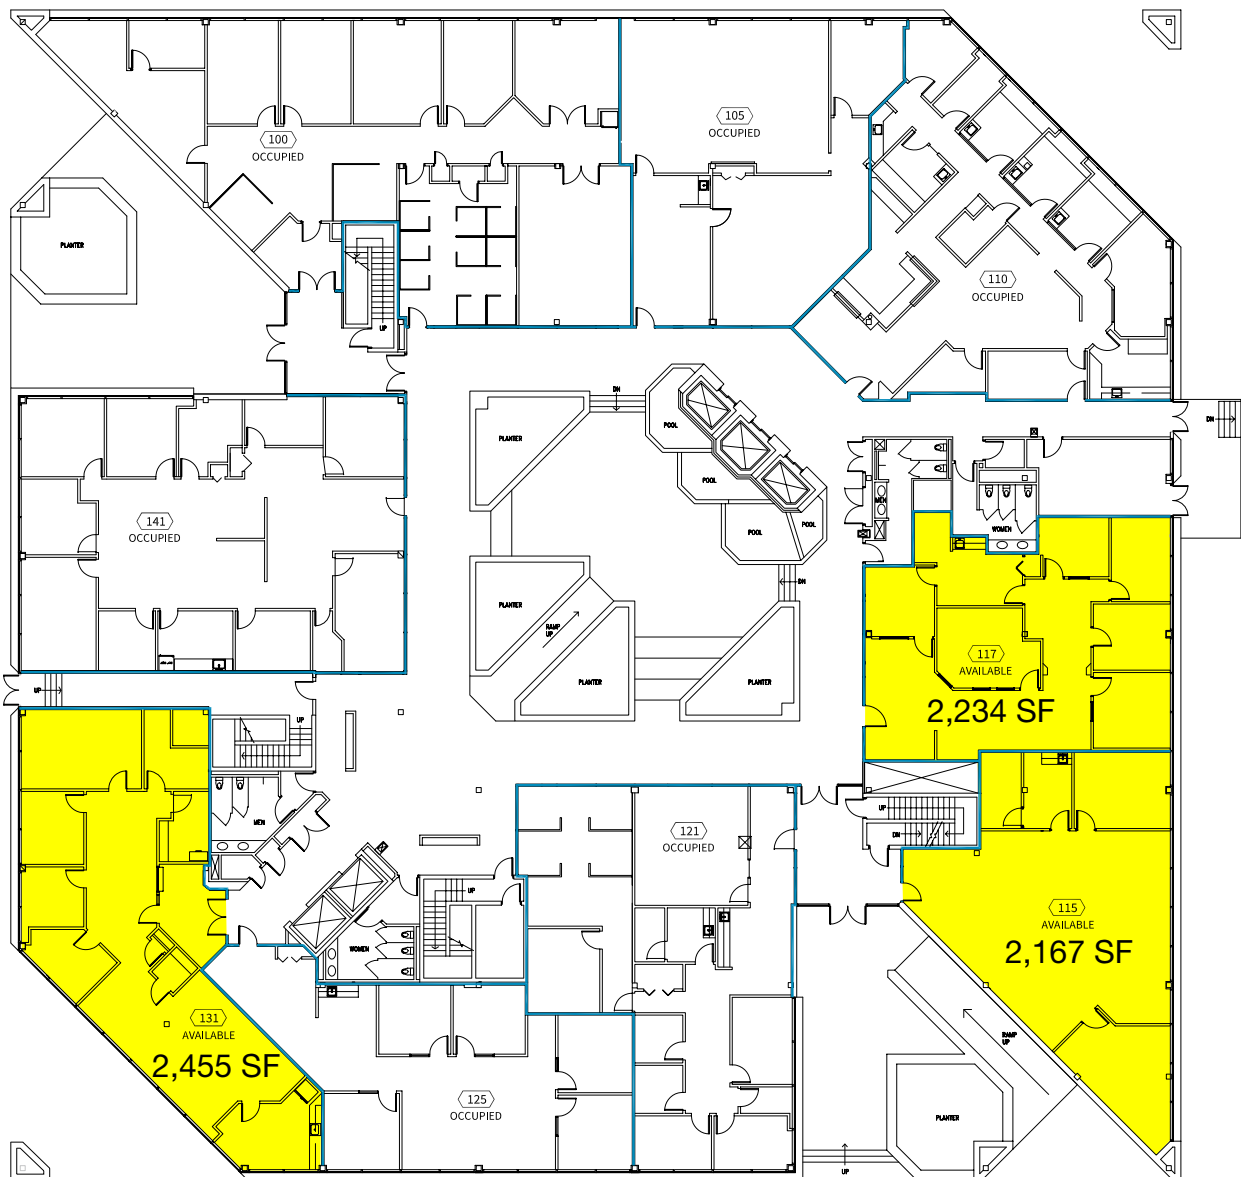 100
OCCUPIED
105
OCCUPIED
110
OCCUPIED
PLANTER
UP
DN
DN
PLANTER
POOL
POOL
POOL
POOL
MEN
WOMEN
141
OCCUPIED
DN
PLANTER
RAMP
UP
PLANTER
PLANTER
117
AVAILABLE
2,234 SF
UP
UP
MEN
UP
DN
121
OCCUPIED
UP
WOMEN
115
AVAILABLE
2,167 SF
131
AVAILABLE
2,455 SF
RAMP
UP
125
OCCUPIED
PLANTER
UP